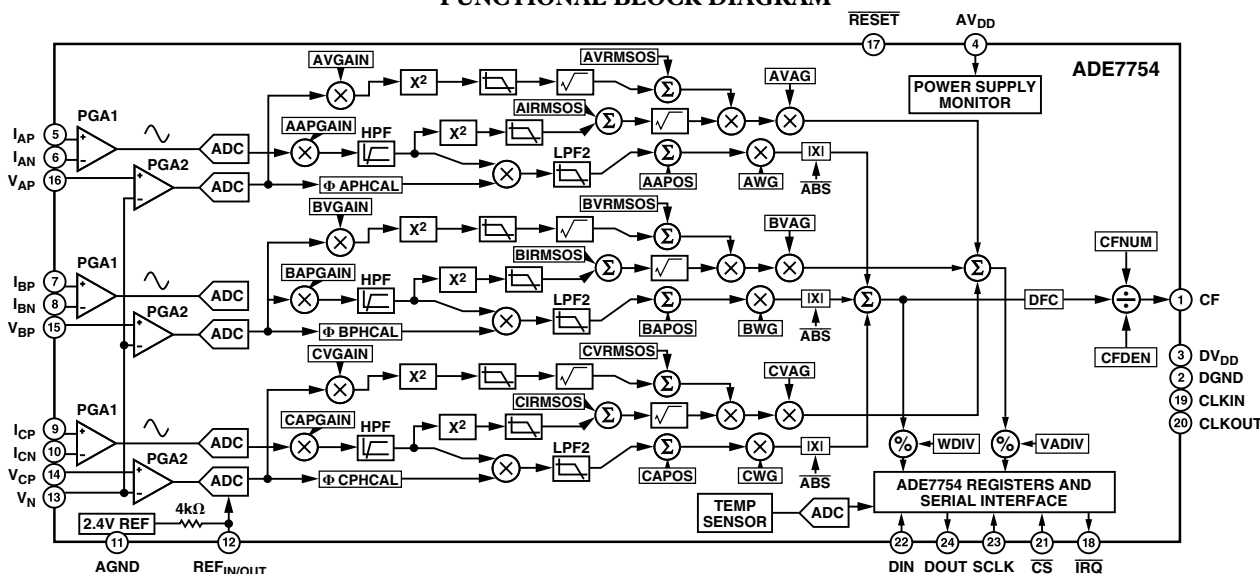 FUNCTIONAL BLOCK DIAGRAM
RESET
AVDD
17
4
ADE7754
POWER SUPPLY
MONITOR
AVGAIN
X2
AVRMSOS
Σ
AVAG
PGA1
IAP 5
IAN 6
ADC
AAPGAIN
HPF
X2
AIRMSOS
Σ
VAP 16
PGA2
ADC
Φ APHCAL
LPF2
Σ
AAPOS
AWG
|X|
ABS
BVGAIN
X2
BVRMSOS
Σ
BVAG
PGA1
IBP 7
IBN 8
ADC
BAPGAIN
HPF
X2
BIRMSOS
Σ
Σ
CFNUM
VBP 15
PGA2
ADC
Φ BPHCAL
LPF2
Σ
BAPOS
BWG
|X|
ABS
Σ
DFC
÷
1 CF
CFDEN
3 DVDD
2 DGND
19 CLKIN
20 CLKOUT
CVGAIN
X2
CVRMSOS
Σ
CVAG
PGA1
ICP 9
ICN 10
ADC
CAPGAIN
HPF
X2
CIRMSOS
Σ
VCP 14
VN 13
PGA2
ADC
Φ CPHCAL
LPF2
Σ
CAPOS
CWG
|X|
ABS
%
WDIV
%
VADIV
ADE7754 REGISTERS AND
SERIAL INTERFACE
TEMP
SENSOR
ADC
2.4V REF
4kΩ
11
12
22
24
23
21
18
AGND
REFIN/OUT
DIN DOUT SCLK CS IRQ